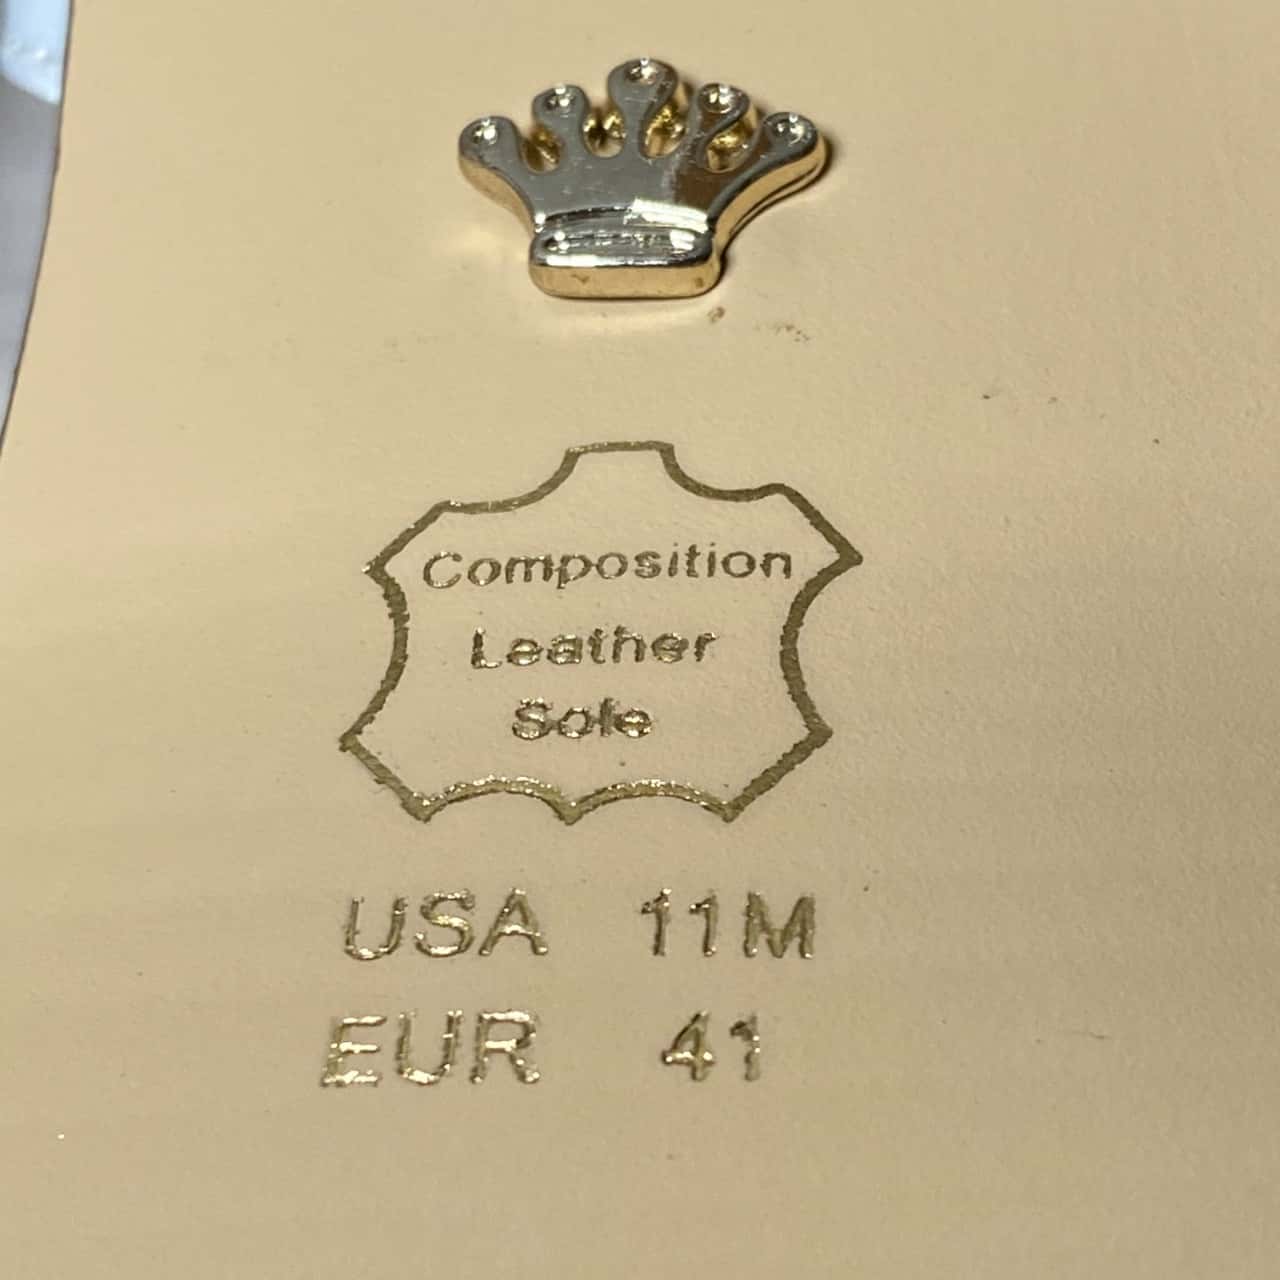 Composition
Leather
Sole
USA 11M
EUR 41